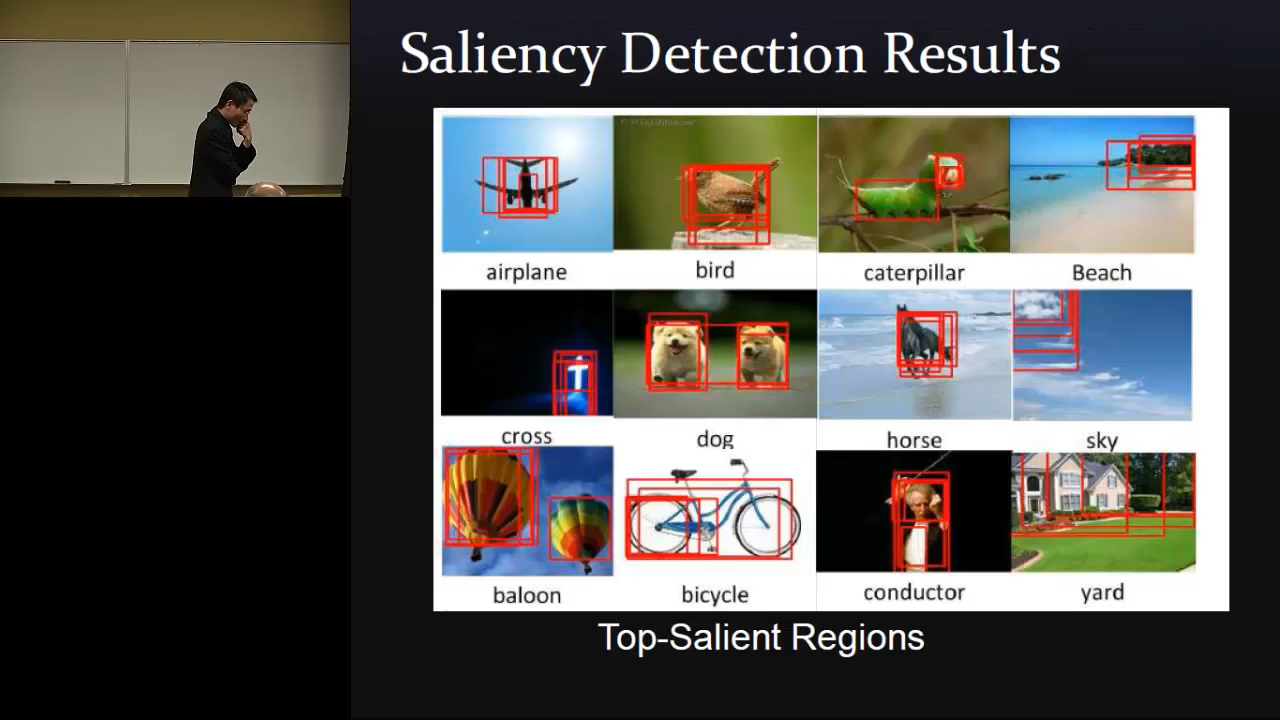 Saliency Detection Results
airplane
bird
caterpillar
Beach
cross
dog
horse
sky
baloon
bicycle
conductor
yard
Top-Salient Regions